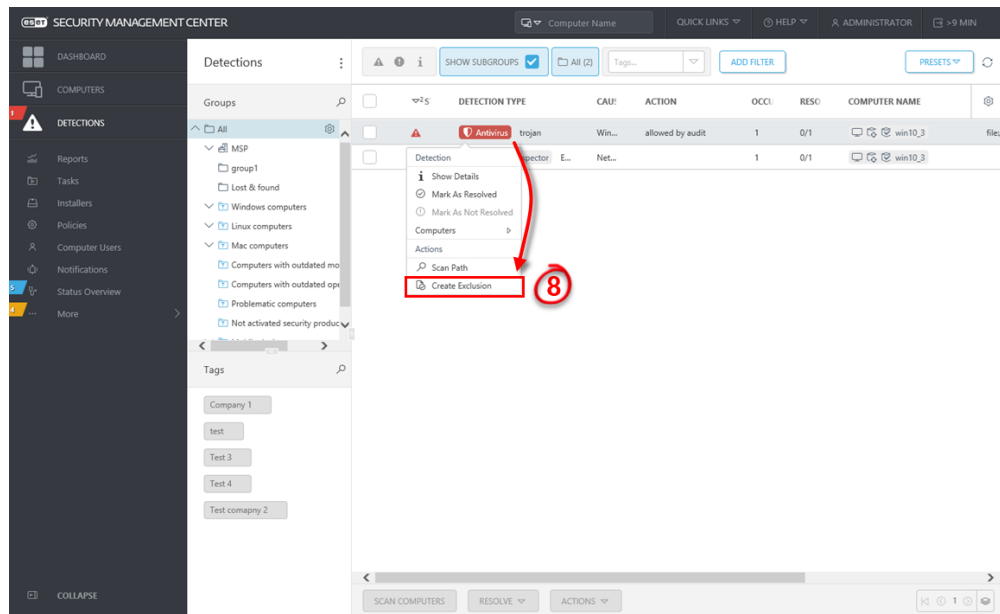 eset SECURITY MANAGEMENT CENTER
Computer Name
QUICK LINKS
HELP
ADMINISTRATOR
>9 MIN
DASHBOARD
COMPUTERS
1
DETECTIONS
Reports
Tasks
Installers
Policies
Computer Users
Notifications
5
Status Overview
4
More
COLLAPSE
Detections
Groups
All
MSP
group1
Lost & found
Windows computers
Linux computers
Mac computers
Computers with outdated mo
Computers with outdated ope
Problematic computers
Not activated security produc
Tags
Company 1
test
Test 3
Test 4
Test comapny 2
SHOW SUBGROUPS
All (2)
Tags...
ADD FILTER
PRESETS
2 S DETECTION TYPE CAU: ACTION OCCU RESO COMPUTER NAME
Antivirus trojan Win... allowed by audit 1 0/1 win10_3 file:
spector E... Net... 1 0/1 win10_3
Detection
Show Details
Mark As Resolved
Mark As Not Resolved
Computers
Actions
Scan Path
Create Exclusion
8
SCAN COMPUTERS
RESOLVE
ACTIONS
1